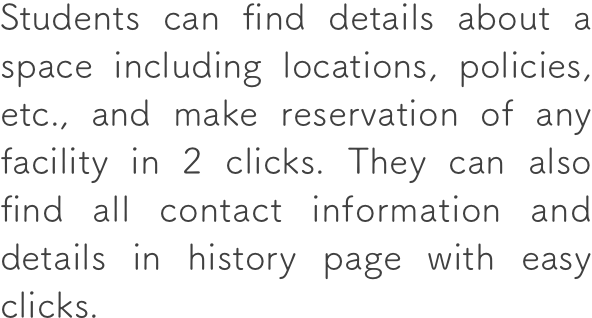 Students can find details about a
space including locations, policies,
etc., and make reservation of any
facility in 2 clicks. They can also
find all contact information and
details in history page with easy
clicks.